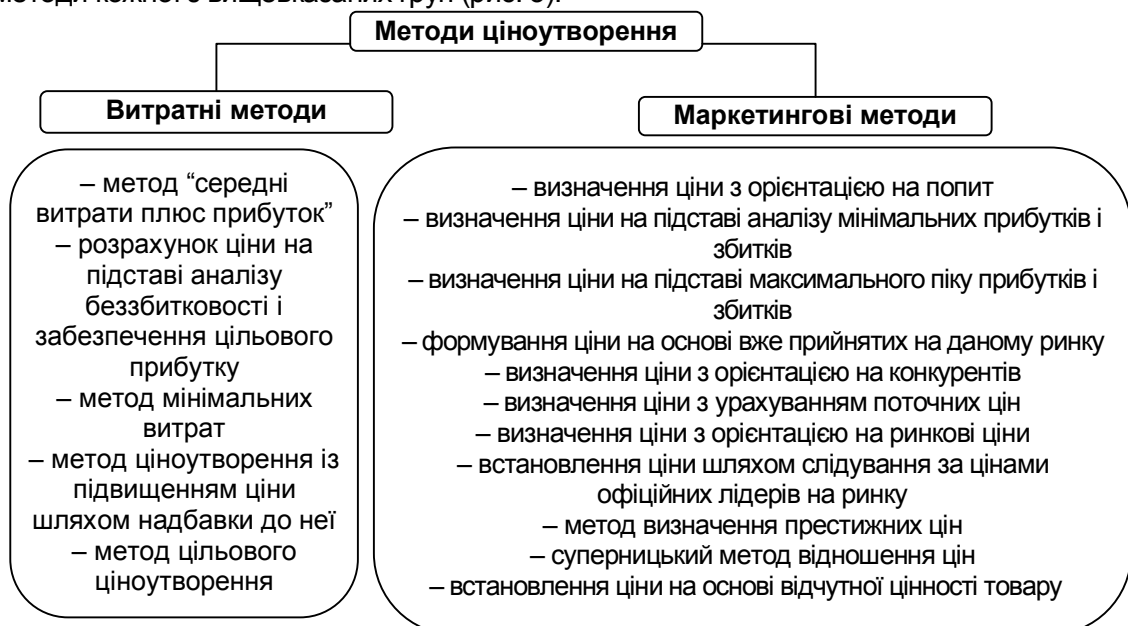 Методи ціноутворення
Витратні методи
Маркетингові методи
– метод “середні
витрати плюс прибуток”
– розрахунок ціни на
підставі аналізу
беззбитковості і
забезпечення цільового
прибутку
– метод мінімальних
витрат
– метод ціноутворення із
підвищенням ціни
шляхом надбавки до неї
– метод цільового
ціноутворення
– визначення ціни з орієнтацією на попит
– визначення ціни на підставі аналізу мінімальних прибутків і
збитків
– визначення ціни на підставі максимального піку прибутків і
збитків
– формування ціни на основі вже прийнятих на даному ринку
– визначення ціни з орієнтацією на конкурентів
– визначення ціни з урахуванням поточних цін
– визначення ціни з орієнтацією на ринкові ціни
– встановлення ціни шляхом слідування за цінами
офіційних лідерів на ринку
– метод визначення престижних цін
– суперницький метод відношення цін
– встановлення ціни на основі відчутної цінності товару